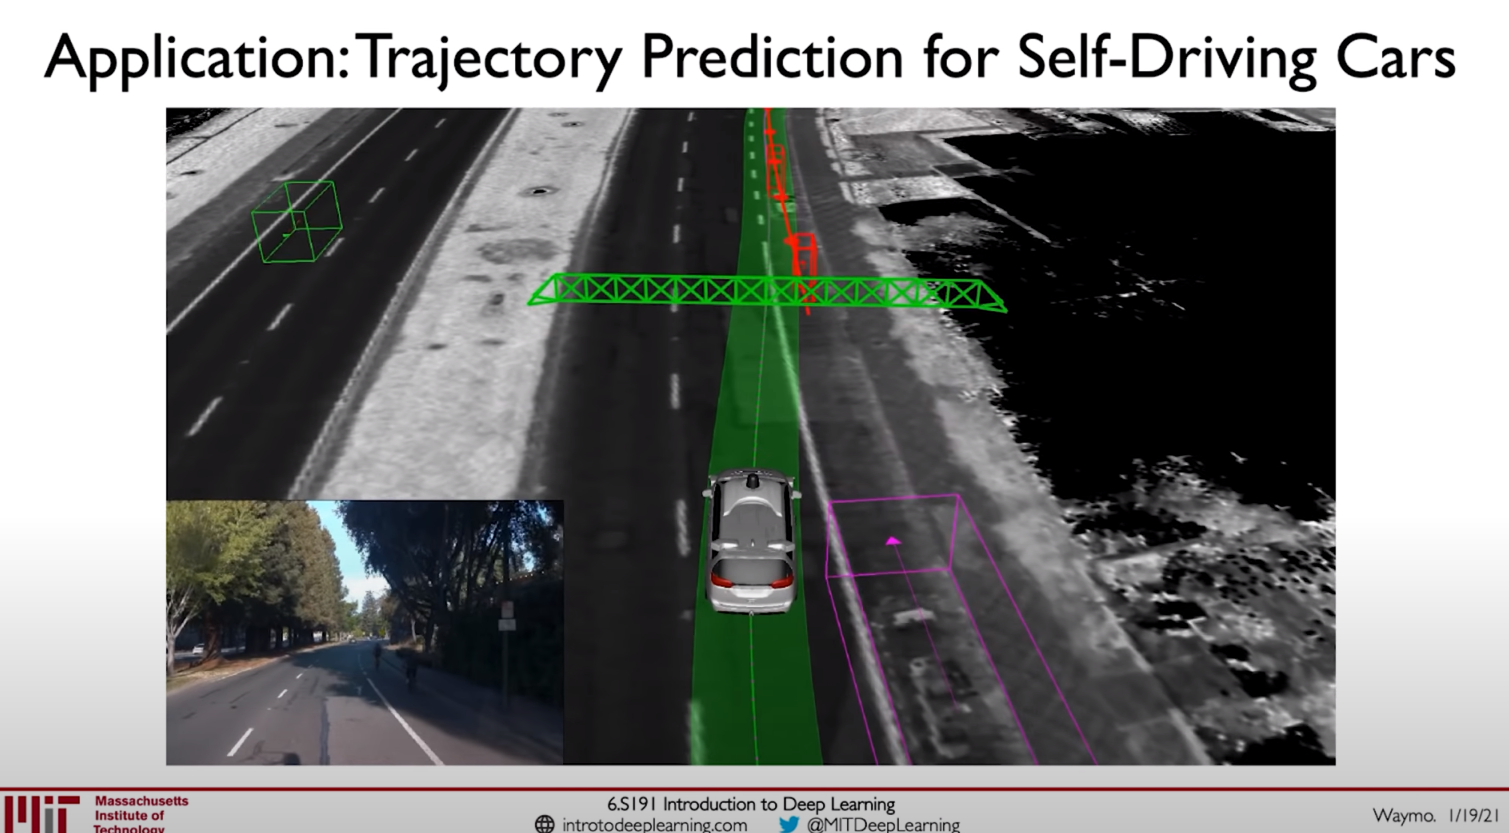 Application: Trajectory Prediction for Self-Driving Cars
Massachusetts
Institute of
Technology
6.S191 Introduction to Deep Learning
introtodeeplearning.com @MITDeepLearning
Waymo. 1/19/21